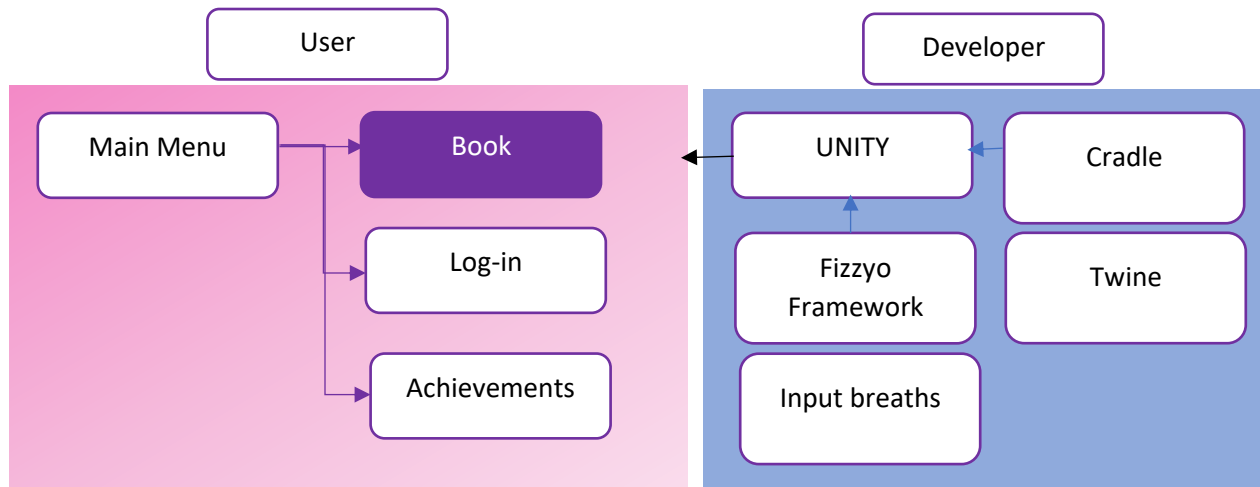 User
Developer
Main Menu
Book
Log-in
Achievements
UNITY
Cradle
Fizzyo
Framework
Twine
Input breaths